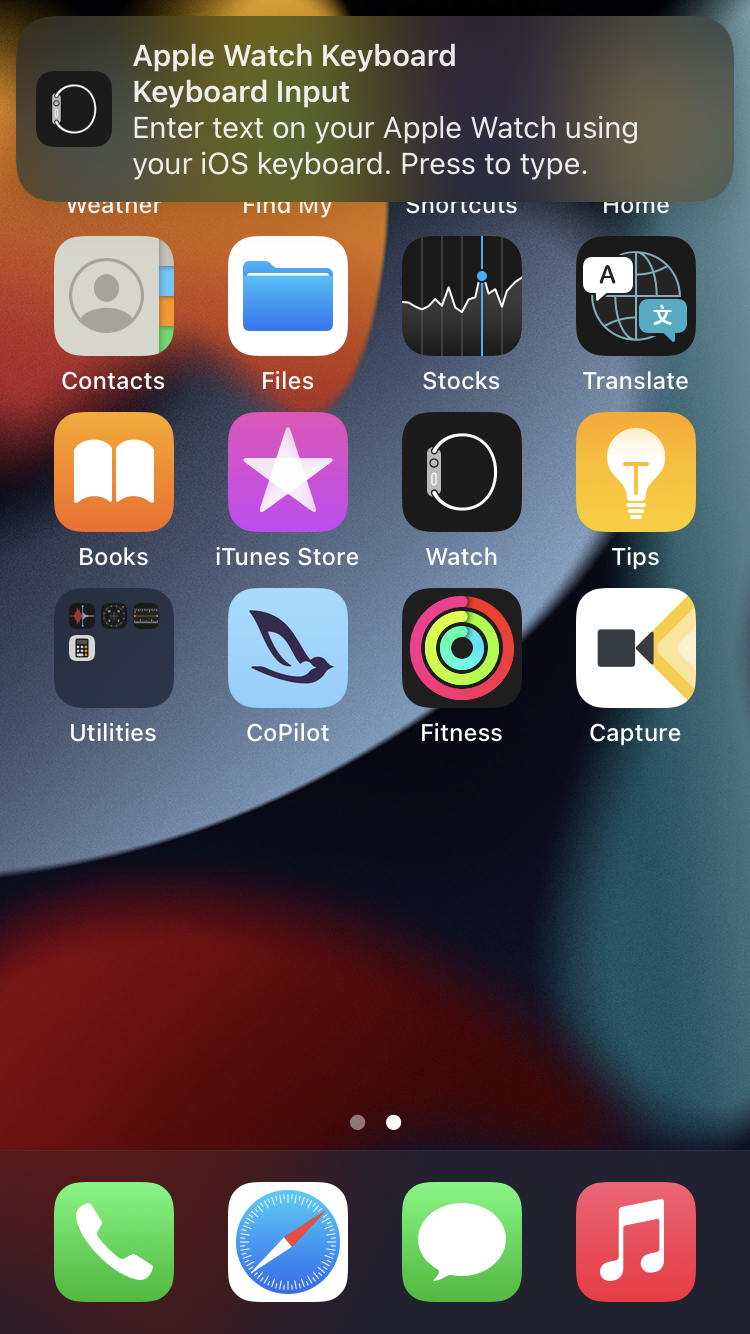 Apple Watch Keyboard
Keyboard Input
Enter text on your Apple Watch using
your iOS keyboard. Press to type.
Weather Find My Shortcuts Home
A
文
Contacts Files Stocks Translate
Books iTunes Store Watch Tips
Utilities CoPilot Fitness Capture